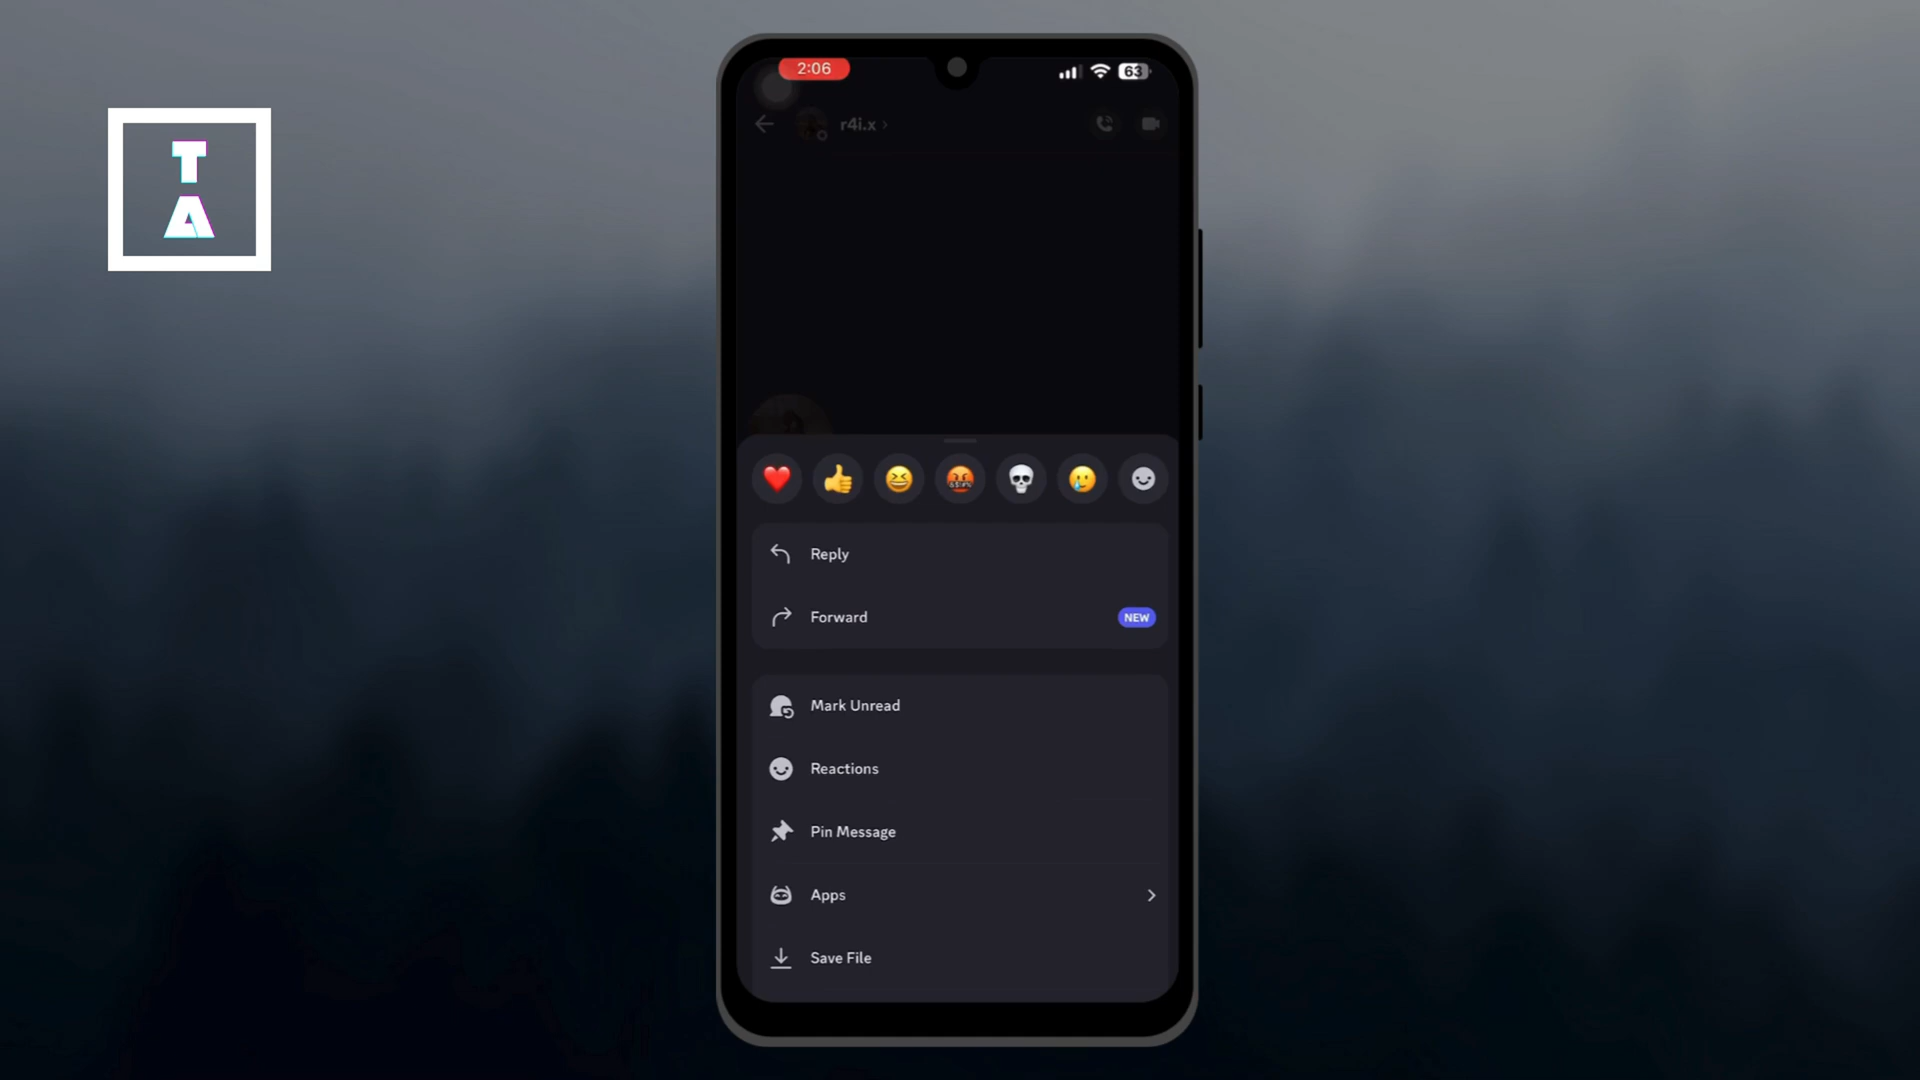 T
A
2:06
63
r4i.x
Reply
Forward
NEW
Mark Unread
Reactions
Pin Message
Apps
Save File